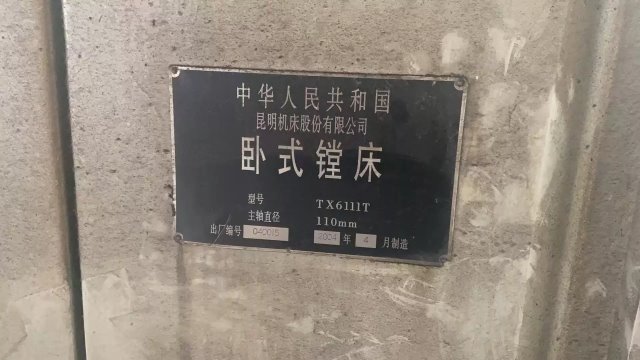 中华人民共和国
昆明机床股份有限公司
卧式镗床
型号 TX6111T
主轴直径 110mm
出厂编号 040015 2004 年 4 月制造